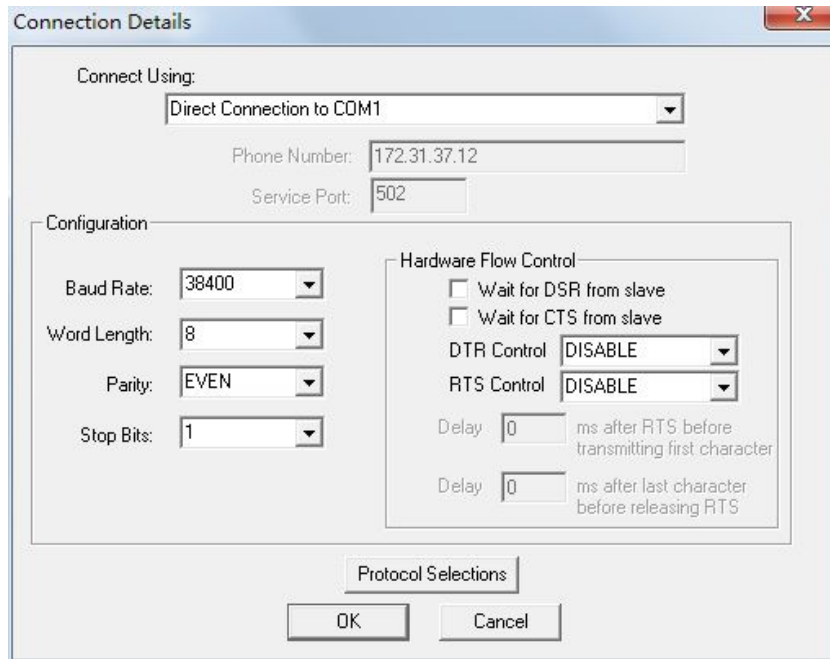 Connection Details
X
Connect Using:
Direct Connection to COM1
Phone Number: 172.31.37.12
Service Port: 502
Configuration
Baud Rate: 38400
Word Length: 8
Parity: EVEN
Stop Bits: 1
Hardware Flow Control
Wait for DSR from slave
Wait for CTS from slave
DTR Control DISABLE
RTS Control DISABLE
Delay 0 ms after RTS before
transmitting first character
Delay 0 ms after last character
before releasing RTS
Protocol Selections
OK Cancel